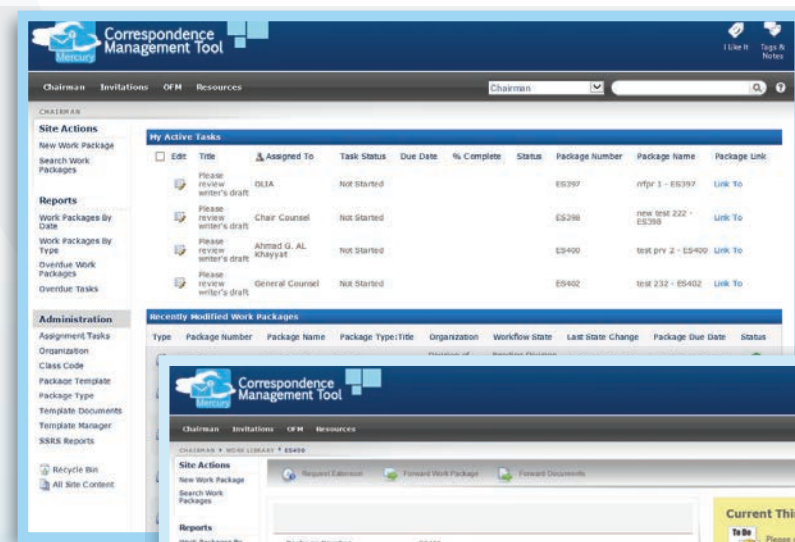 Correspondence
Management Tool
Mercury
I Like It
Tags &
Notes
Chairman Invitations OFM Resources
Chairman
CHAIRMAN
Site Actions
New Work Package
Search Work
Packages
Reports
Work Packages By
Date
Work Packages By
Type
Overdue Work
Packages
Overdue Tasks
Administration
Assignment Tasks
Organization
Class Code
Package Template
Package Type
Template Documents
Template Manager
SSRS Reports
Recycle Bin
All Site Content
My Active Tasks
Edit Title Assigned To Task Status Due Date % Complete Status Package Number Package Name Package Link
Please
review
writer's draft
OLIA Not Started ES397 rrfpr 1 - ES397 Link To
Please
review
writer's draft
Chair Counsel Not Started ES398 new test 222 -
ES398 Link To
Please
review
writer's draft
Ahmad G. AL
Khayyat Not Started ES400 test prv 2 - ES400 Link To
Please
review
writer's draft
General Counsel Not Started ES402 test 232 - ES402 Link To
Recently Modified Work Packages
Type Package Number Package Name Package Type:Title Organization Workflow State Last State Change Package Due Date Status
Correspondence
Management Tool
Mercury
Chairman Invitations OFM Resources
CHAIRMAN WORK LIBRARY ES400
Site Actions
New Work Package
Search Work
Packages
Reports
Request Extension Forward Work Package Forward Documents
Current Thi
To Do
Please